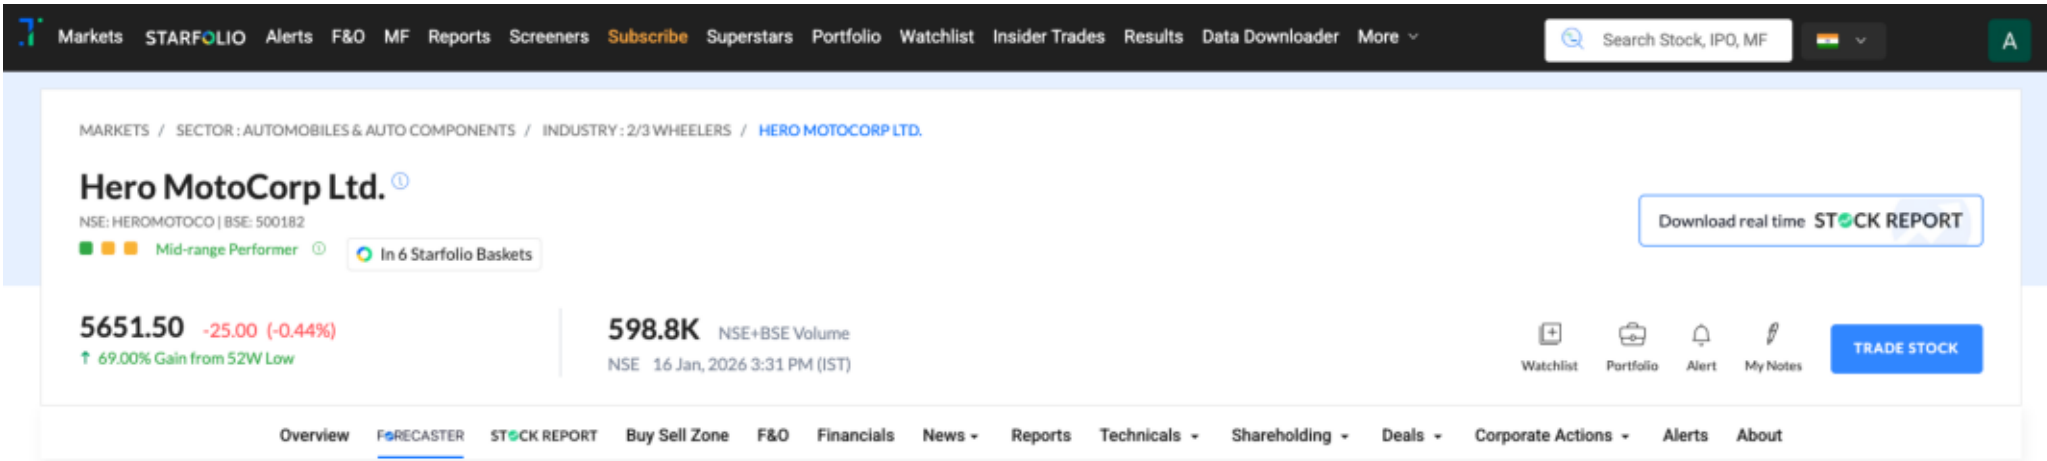 Markets STARFOLIO Alerts F&O MF Reports Screeners Subscribe Superstars Portfolio Watchlist Insider Trades Results Data Downloader More Search Stock, IPO, MF A
MARKETS / SECTOR : AUTOMOBILES & AUTO COMPONENTS / INDUSTRY : 2/3 WHEELERS / HERO MOTOCORP LTD.
Hero MotoCorp Ltd.
NSE: HEROMOTOCO | BSE: 500182
Download real time STOCK REPORT
Mid-range Performer In 6 Starfolio Baskets
5651.50 -25.00 (-0.44%) 598.8K NSE+BSE Volume
↑ 69.00% Gain from 52W Low NSE 16 Jan, 2026 3:31 PM (IST)
Watchlist Portfolio Alert My Notes TRADE STOCK
Overview FORECASTER STOCK REPORT Buy Sell Zone F&O Financials News Reports Technicals Shareholding Deals Corporate Actions Alerts About